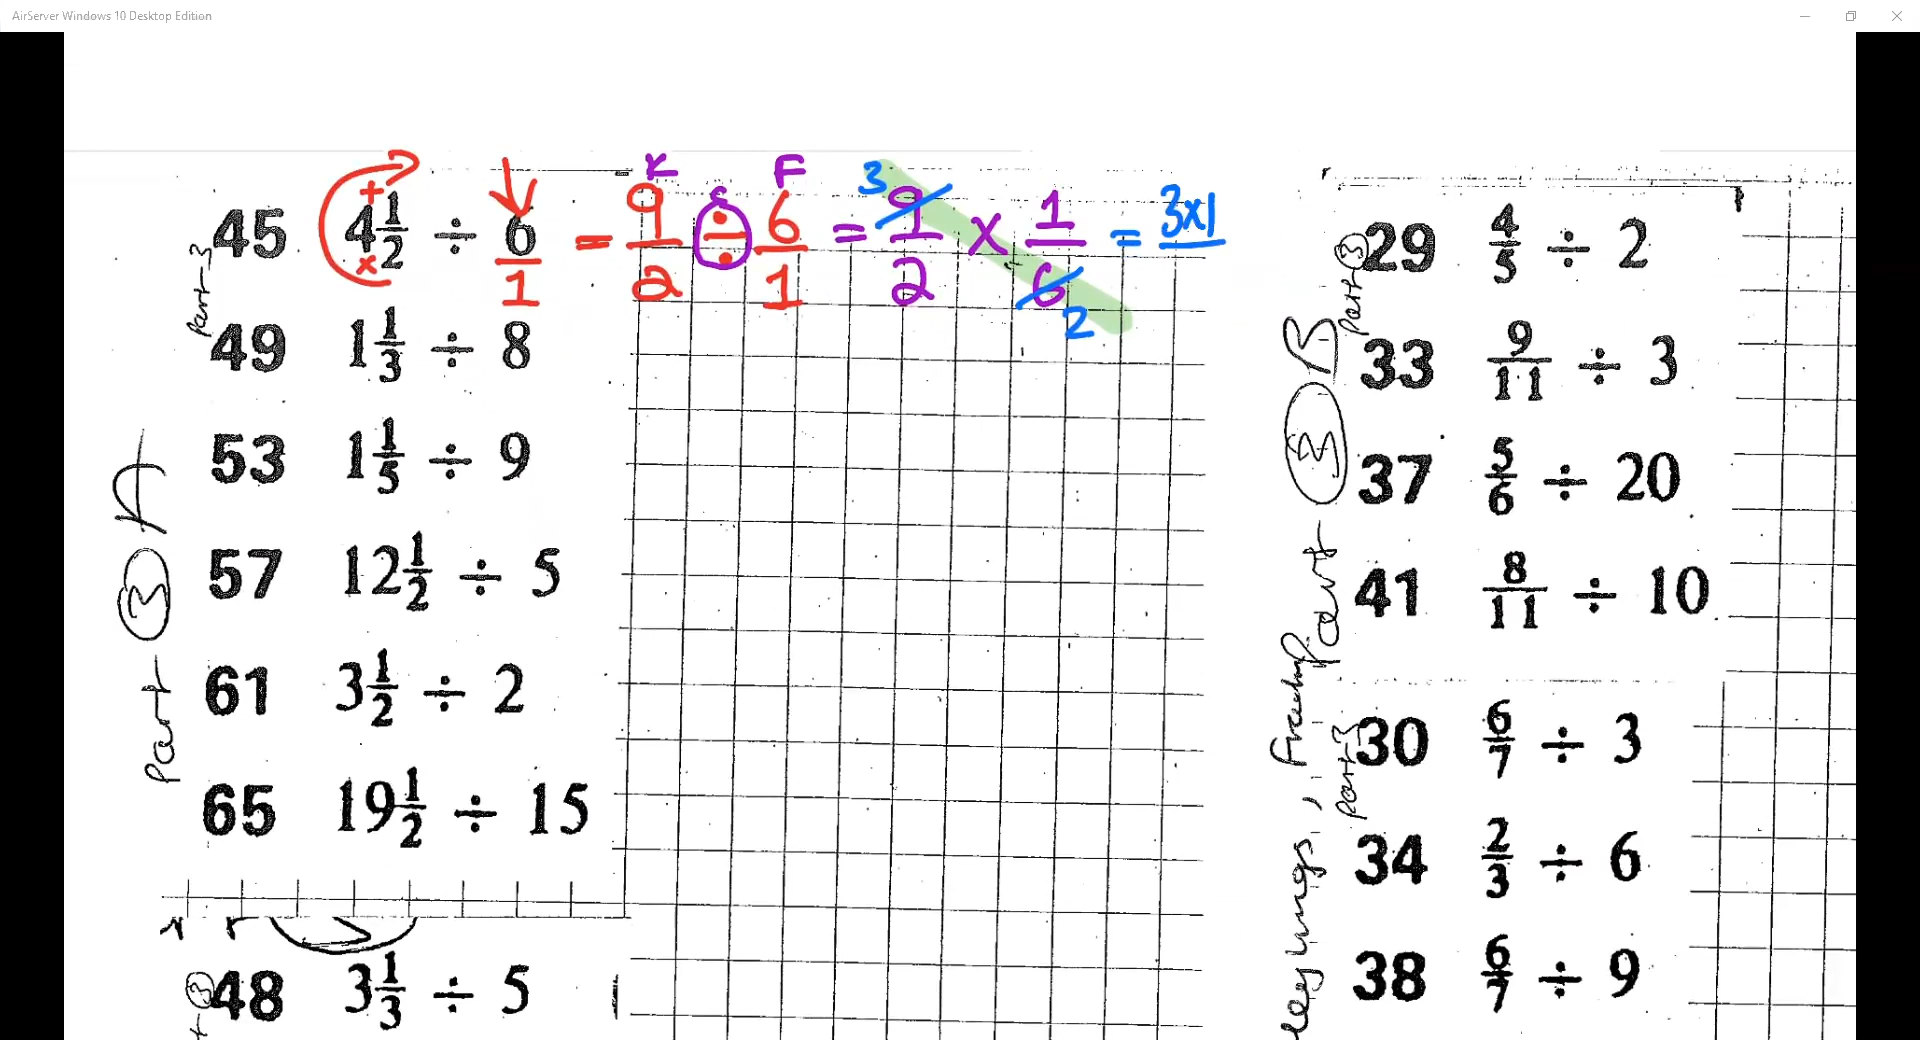 AirServer Windows 10 Desktop Edition
K F
45 4 1/2 ÷ 6/1 = 9/2 ÷ 6/1 = 9/2 × 1/6 = 3×1
+
×
3
2
Part-3
49 1 1/3 ÷ 8
53 1 1/5 ÷ 9
57 12 1/2 ÷ 5
61 3 1/2 ÷ 2
65 19 1/2 ÷ 15
Part 3 A
48 3 1/3 ÷ 5
29 4/5 ÷ 2
Part 3
33 9/11 ÷ 3
37 5/6 ÷ 20
41 8/11 ÷ 10
Part 3 B
30 6/7 ÷ 3
Part-3
34 2/3 ÷ 6
38 6/7 ÷ 9